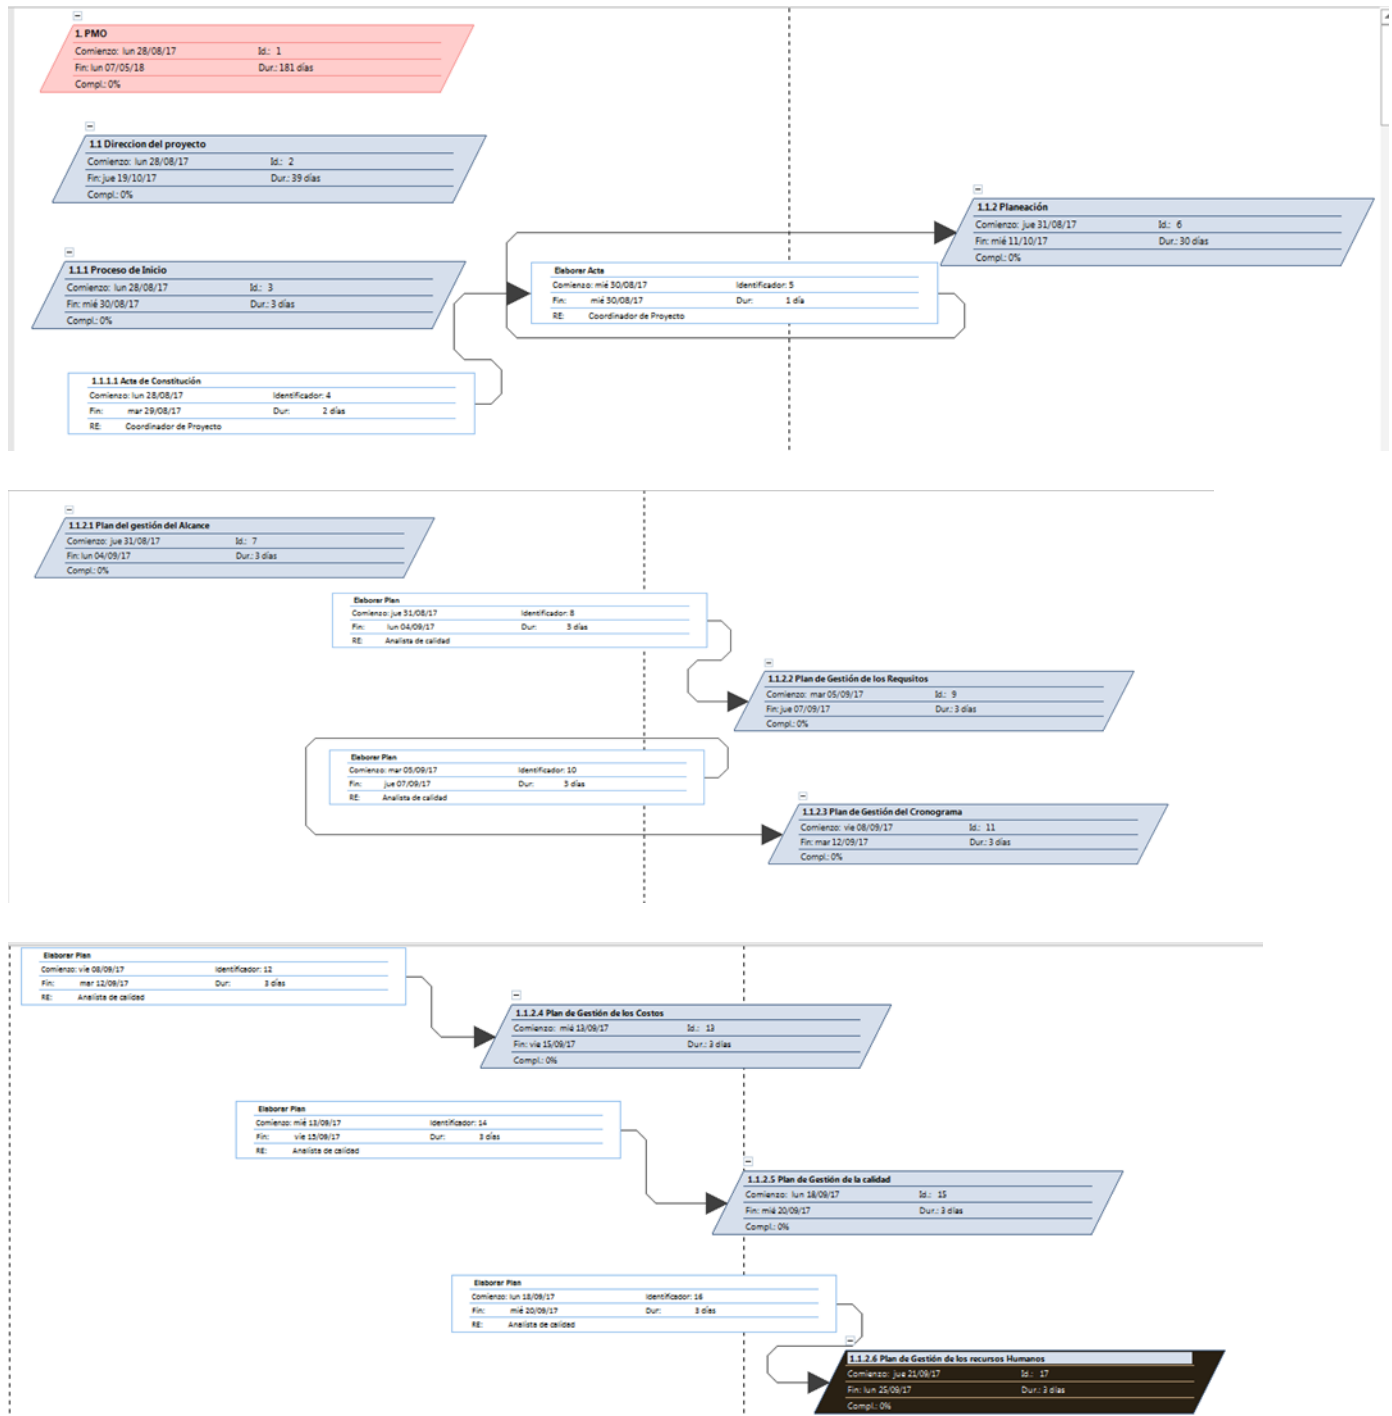 1. PMO
Comienzo: lun 28/08/17 Id.: 1
Fin: lun 07/05/18 Dur.: 181 días
Compl.: 0%
1.1 Direccion del proyecto
Comienzo: lun 28/08/17 Id.: 2
Fin: jue 19/10/17 Dur.: 39 días
Compl.: 0%
1.1.2 Planeación
Comienzo: jue 31/08/17 Id.: 6
Fin: mié 11/10/17 Dur.: 30 días
Compl.: 0%
1.1.1 Proceso de Inicio
Comienzo: lun 28/08/17 Id.: 3
Fin: mié 30/08/17 Dur.: 3 días
Compl.: 0%
Elaborar Acta
Comienzo: mié 30/08/17 Identificador: 5
Fin: mié 30/08/17 Dur: 1 día
RE: Coordinador de Proyecto
1.1.1.1 Acta de Constitución
Comienzo: lun 28/08/17 Identificador: 4
Fin: mar 29/08/17 Dur: 2 días
RE: Coordinador de Proyecto
1.1.2.1 Plan del gestión del Alcance
Comienzo: jue 31/08/17 Id.: 7
Fin: lun 04/09/17 Dur.: 3 días
Compl.: 0%
Elaborar Plan
Comienzo: jue 31/08/17 Identificador: 8
Fin: lun 04/09/17 Dur: 3 días
RE: Analista de calidad
1.1.2.2 Plan de Gestión de los Requsitos
Comienzo: mar 05/09/17 Id.: 9
Fin: jue 07/09/17 Dur.: 3 días
Compl.: 0%
Elaborar Plan
Comienzo: mar 05/09/17 Identificador: 10
Fin: jue 07/09/17 Dur: 3 días
RE: Analista de calidad
1.1.2.3 Plan de Gestión del Cronograma
Comienzo: vie 08/09/17 Id.: 11
Fin: mar 12/09/17 Dur.: 3 días
Compl.: 0%
Elaborar Plan
Comienzo: vie 08/09/17 Identificador: 12
Fin: mar 12/09/17 Dur: 3 días
RE: Analista de calidad
1.1.2.4 Plan de Gestión de los Costos
Comienzo: mié 13/09/17 Id.: 13
Fin: vie 15/09/17 Dur.: 3 días
Compl.: 0%
Elaborar Plan
Comienzo: mié 13/09/17 Identificador: 14
Fin: vie 15/09/17 Dur: 3 días
RE: Analista de calidad
1.1.2.5 Plan de Gestión de la calidad
Comienzo: lun 18/09/17 Id.: 15
Fin: mié 20/09/17 Dur.: 3 días
Compl.: 0%
Elaborar Plan
Comienzo: lun 18/09/17 Identificador: 16
Fin: mié 20/09/17 Dur: 3 días
RE: Analista de calidad
1.1.2.6 Plan de Gestión de los recursos Humanos
Comienzo: jue 21/09/17 Id.: 17
Fin: lun 25/09/17 Dur.: 3 días
Compl.: 0%